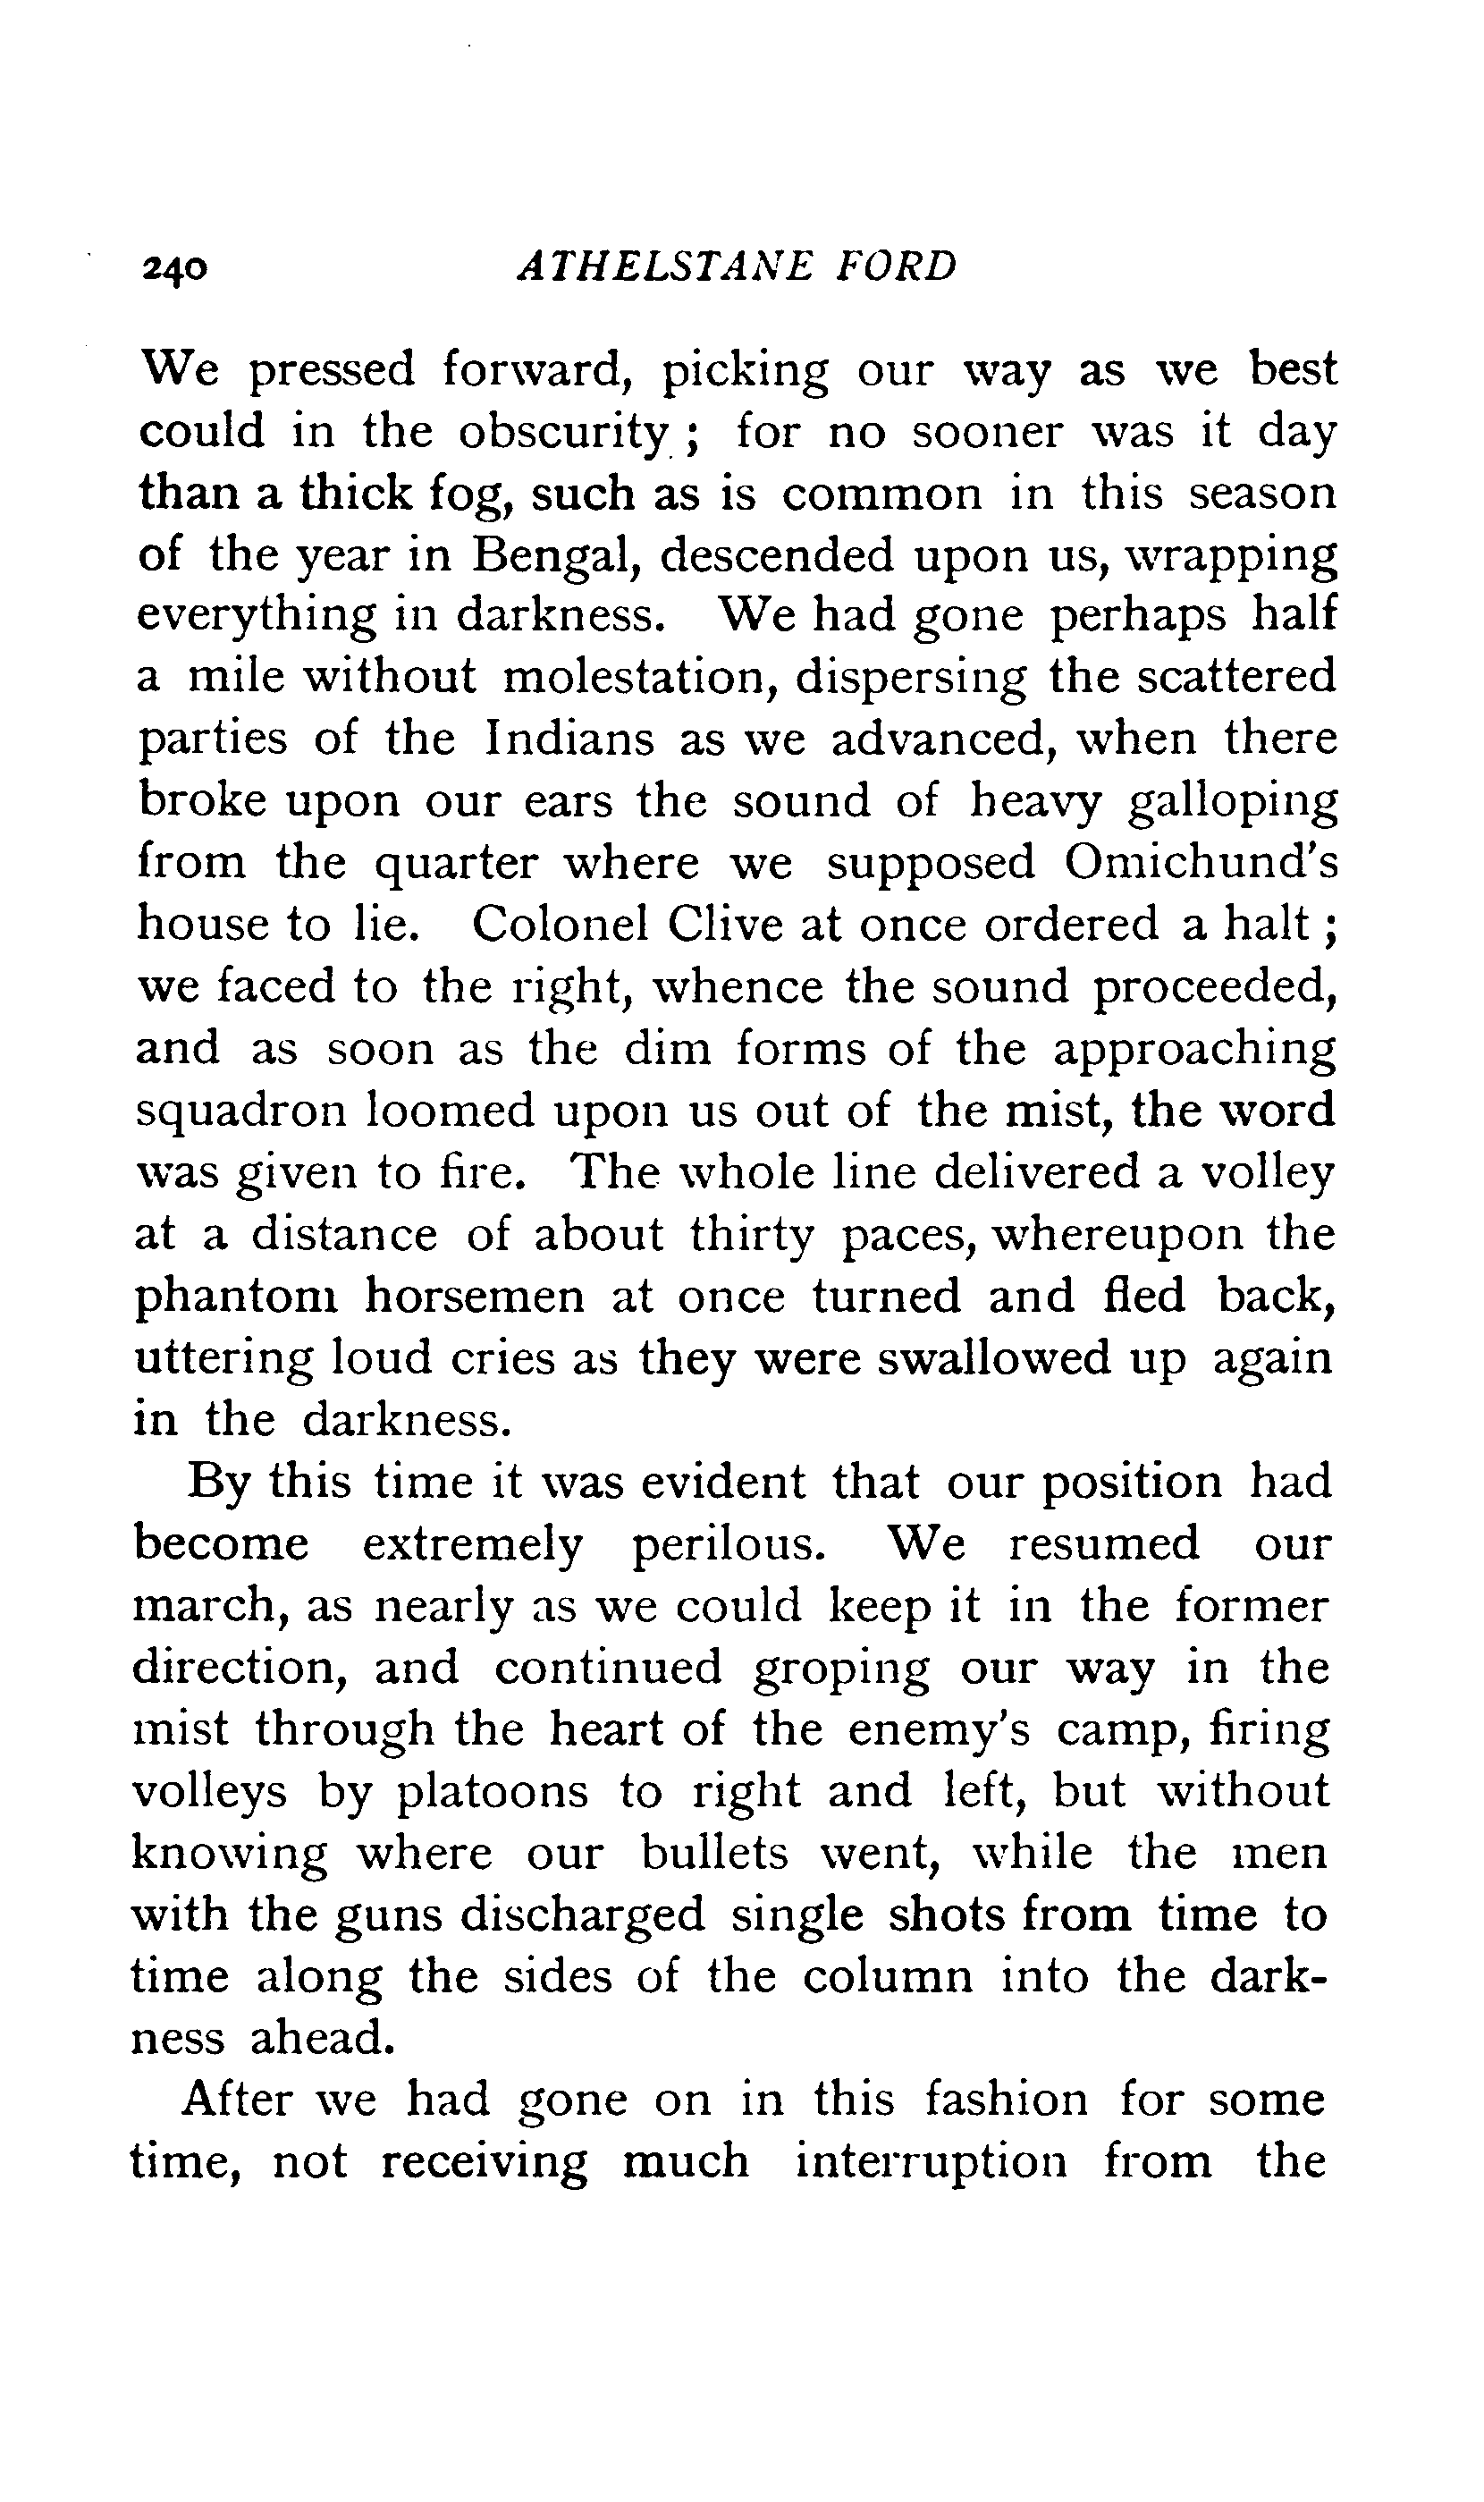 240 ATHELSTANE FORD
We pressed forward, picking our way as we best
could in the obscurity ; for no sooner was it day
than a thick fog, such as is common in this season
of the year in Bengal, descended upon us, wrapping
everything in darkness. We had gone perhaps half
a mile without molestation, dispersing the scattered
parties of the Indians as we advanced, when there
broke upon our ears the sound of heavy galloping
from the quarter where we supposed Omichund's
house to lie. Colonel Clive at once ordered a halt ;
we faced to the right, whence the sound proceeded,
and as soon as the dim forms of the approaching
squadron loomed upon us out of the mist, the word
was given to fire. The whole line delivered a volley
at a distance of about thirty paces, whereupon the
phantom horsemen at once turned and fled back,
uttering loud cries as they were swallowed up again
in the darkness.
By this time it was evident that our position had
become extremely perilous. We resumed our
march, as nearly as we could keep it in the former
direction, and continued groping our way in the
mist through the heart of the enemy's camp, firing
volleys by platoons to right and left, but without
knowing where our bullets went, while the men
with the guns discharged single shots from time to
time along the sides of the column into the dark-
ness ahead.
After we had gone on in this fashion for some
time, not receiving much interruption from the